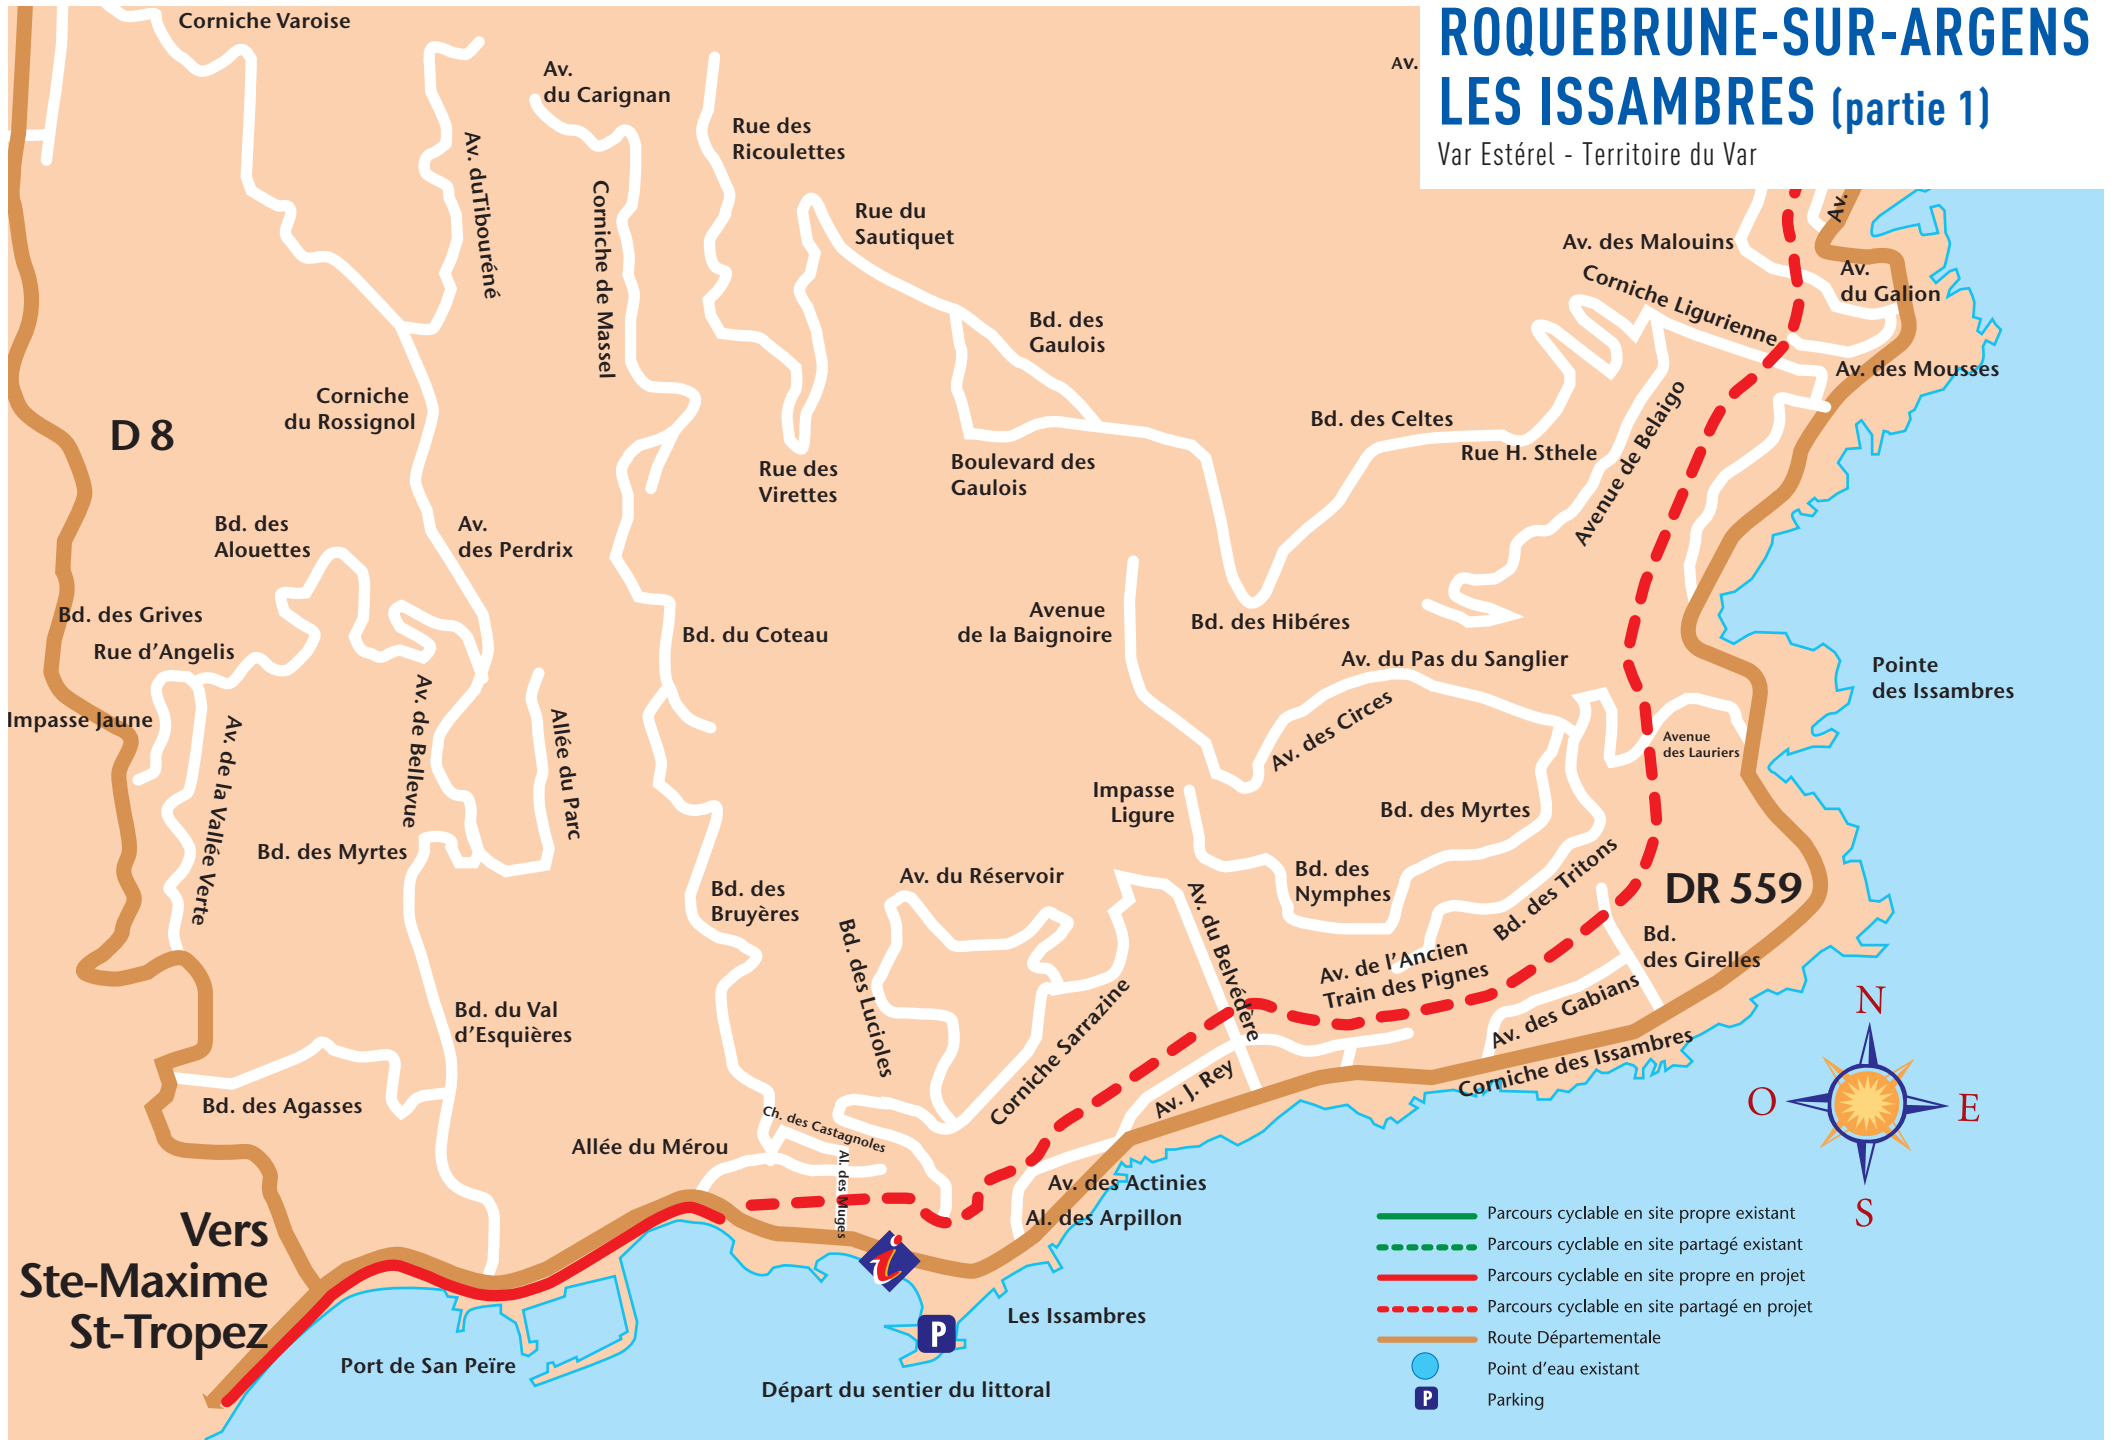 ROQUEBRUNE-SUR-ARGENS
LES ISSAMBRES (partie 1)
Var Estérel - Territoire du Var
Corniche Varoise
Av.
du Carignan
Av.
Rue des
Ricoulettes
Av. duTibouréné
Corniche de Massel
Rue du
Sautiquet
Av.
Av. des Malouins
Av.
du Galion
Corniche Ligurienne
Bd. des
Gaulois
Av. des Mousses
Corniche
du Rossignol
D 8
Bd. des Celtes
Rue H. Sthele
Avenue de Belaigo
Rue des
Virettes
Boulevard des
Gaulois
Bd. des
Alouettes
Av.
des Perdrix
Bd. des Grives
Rue d'Angelis
Bd. du Coteau
Avenue
de la Baignoire
Bd. des Hibéres
Av. du Pas du Sanglier
Pointe
des Issambres
Impasse Jaune
Av. de la Vallée Verte
Av. de Bellevue
Allée du Parc
Av. des Circes
Avenue
des Lauriers
Impasse
Ligure
Bd. des Myrtes
Bd. des Myrtes
Av. du Réservoir
Bd. des
Nymphes
Bd. des Tritons
DR 559
Bd. des
Bruyères
Bd. des Lucioles
Av. du Belvédère
Bd.
des Girelles
Av. de l'Ancien
Train des Pignes
Bd. du Val
d'Esquières
Corniche Sarrazine
Av. des Gabians
Corniche des Issambres
Av. J. Rey
Bd. des Agasses
Ch. des Castagnoles
Allée du Mérou
Al. des Muges
Av. des Actinies
Al. des Arpillon
N
O
E
S
Vers
Ste-Maxime
St-Tropez
i
P
Les Issambres
Port de San Peïre
Départ du sentier du littoral
Parcours cyclable en site propre existant
Parcours cyclable en site partagé existant
Parcours cyclable en site propre en projet
Parcours cyclable en site partagé en projet
Route Départementale
Point d'eau existant
P Parking